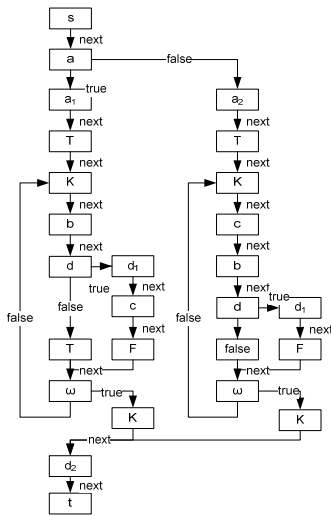 s
next
a
false
true
a1
a2
next
next
T
T
next
next
K
K
next
next
b
c
next
next
d
d1
b
true
next
next
false
c
d
true
d1
false
next
false
next
T
F
false
F
next
next
ω
true
ω
true
K
K
next
d2
next
t